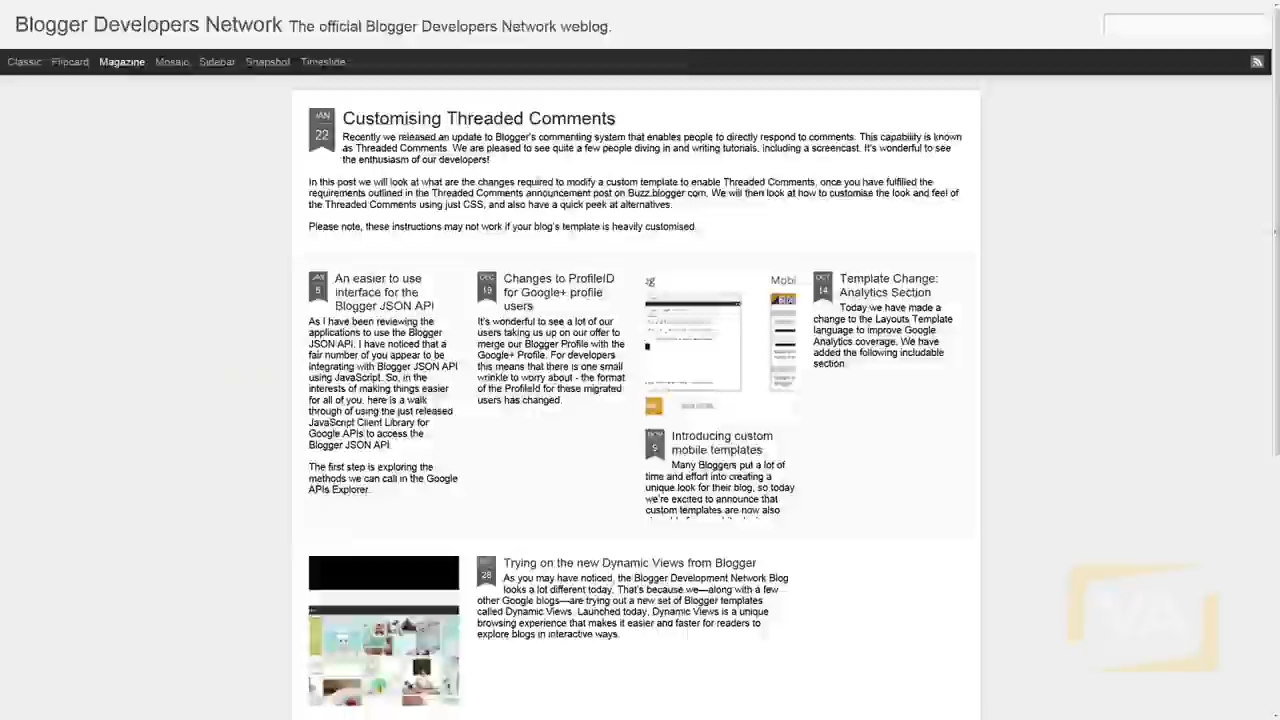 Blogger Developers Network The official Blogger Developers Network weblog.
Classic Flipcard Magazine Mosaic Sidebar Snapshot Timeslide
JAN
22
Customising Threaded Comments
Recently we released an update to Blogger's commenting system that enables people to directly respond to comments. This capability is known
as Threaded Comments. We are pleased to see quite a few people diving in and writing tutorials, including a screencast. It's wonderful to see
the enthusiasm of our developers!
In this post we will look at what are the changes required to modify a custom template to enable Threaded Comments, once you have fulfilled the
requirements outlined in the Threaded Comments announcement post on Buzz.blogger.com. We will then look at how to customise the look and feel of
the Threaded Comments using just CSS, and also have a quick peek at alternatives.
Please note, these instructions may not work if your blog's template is heavily customised.
JAN
An easier to use
interface for the
Blogger JSON API
As I have been reviewing the
applications to use the Blogger
JSON API, I have noticed that a
fair number of you appear to be
integrating with Blogger JSON API
using JavaScript. So, in the
interests of making things easier
for all of you, here is a walk
through of using the just released
JavaScript Client Library for
Google APIs to access the
Blogger JSON API.
The first step is exploring the
methods we can call in the Google
APIs Explorer.
DEC
19
Changes to ProfileID
for Google+ profile
users
It's wonderful to see a lot of our
users taking us up on our offer to
merge our Blogger Profile with the
Google+ Profile. For developers
this means that there is one small
wrinkle to worry about - the format
of the ProfileId for these migrated
users has changed.
og Mobi
NOV
9
Introducing custom
mobile templates
Many Bloggers put a lot of
time and effort into creating a
unique look for their blog, so today
we're excited to announce that
custom templates are now also
OCT
14
Template Change:
Analytics Section
Today we have made a
change to the Layouts Template
language to improve Google
Analytics coverage. We have
added the following includable
section.
28
Trying on the new Dynamic Views from Blogger
As you may have noticed, the Blogger Development Network Blog
looks a lot different today. That's because we—along with a few
other Google blogs—are trying out a new set of Blogger templates
called Dynamic Views. Launched today, Dynamic Views is a unique
browsing experience that makes it easier and faster for readers to
explore blogs in interactive ways.